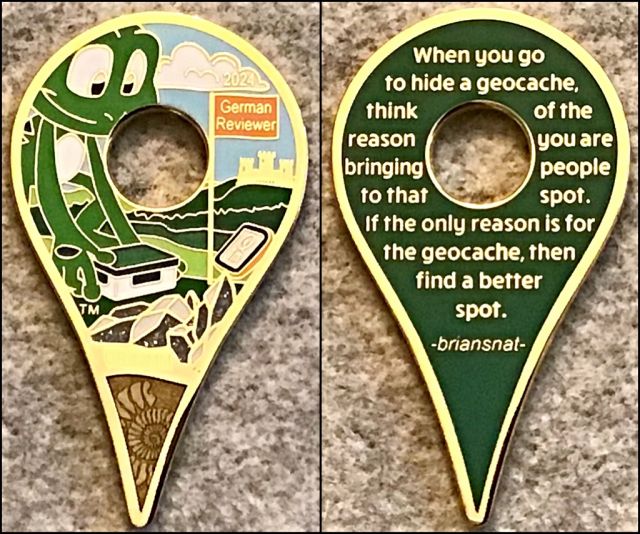 2024
German
Reviewer
TM
When you go
to hide a geocache,
think of the
reason you are
bringing people
to that spot.
If the only reason is for
the geocache, then
find a better
spot.
-briansnat-